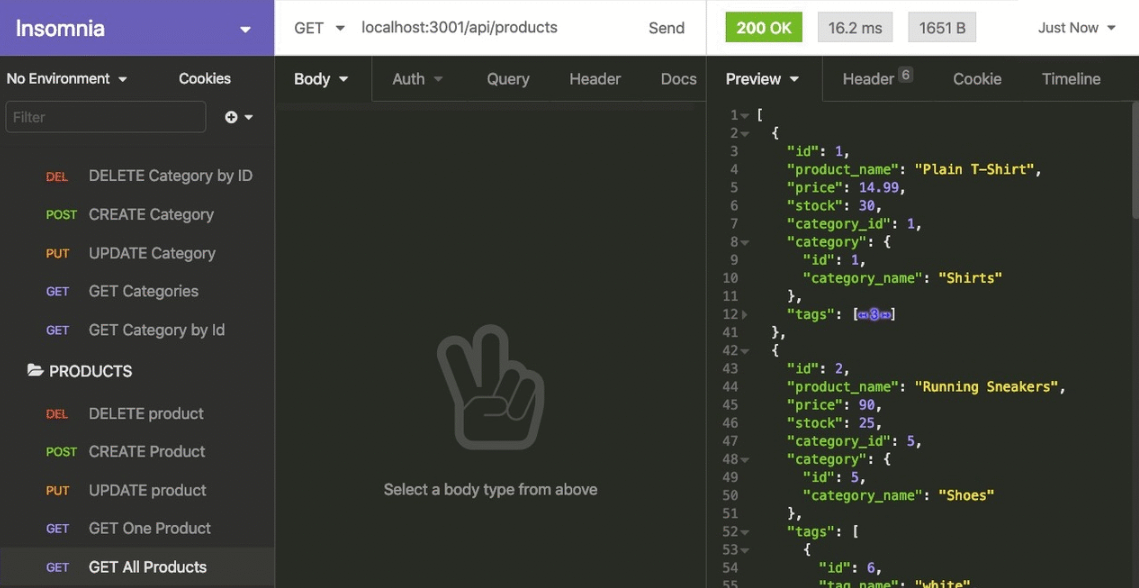 Insomnia
GET localhost:3001/api/products Send
200 OK 16.2 ms 1651 B Just Now
No Environment Cookies
Body Auth Query Header Docs
Preview Header 6 Cookie Timeline
Filter
DEL DELETE Category by ID
POST CREATE Category
PUT UPDATE Category
GET GET Categories
GET GET Category by Id
PRODUCTS
DEL DELETE product
POST CREATE Product
PUT UPDATE product
GET GET One Product
GET GET All Products
Select a body type from above
1 [
2 {
3 "id": 1,
4 "product_name": "Plain T-Shirt",
5 "price": 14.99,
6 "stock": 30,
7 "category_id": 1,
8 "category": {
9 "id": 1,
10 "category_name": "Shirts"
11 },
12 "tags": [↔3↔]
41 },
42 {
43 "id": 2,
44 "product_name": "Running Sneakers",
45 "price": 90,
46 "stock": 25,
47 "category_id": 5,
48 "category": {
49 "id": 5,
50 "category_name": "Shoes"
51 },
52 "tags": [
53 {
54 "id": 6,
55 "tag_name": "white"